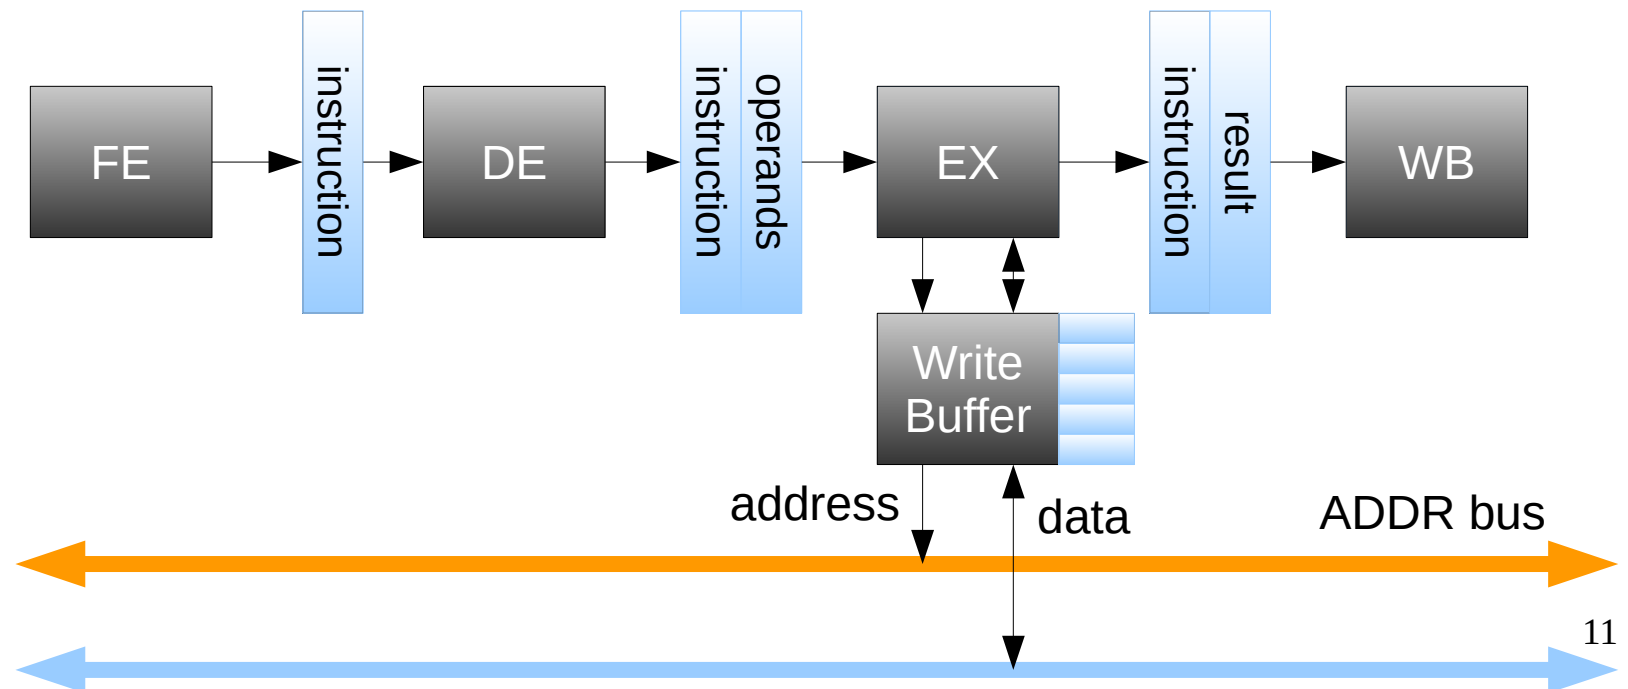 FE
instruction
DE
instruction
operands
EX
instruction
result
WB
Write
Buffer
address
data
ADDR bus
11